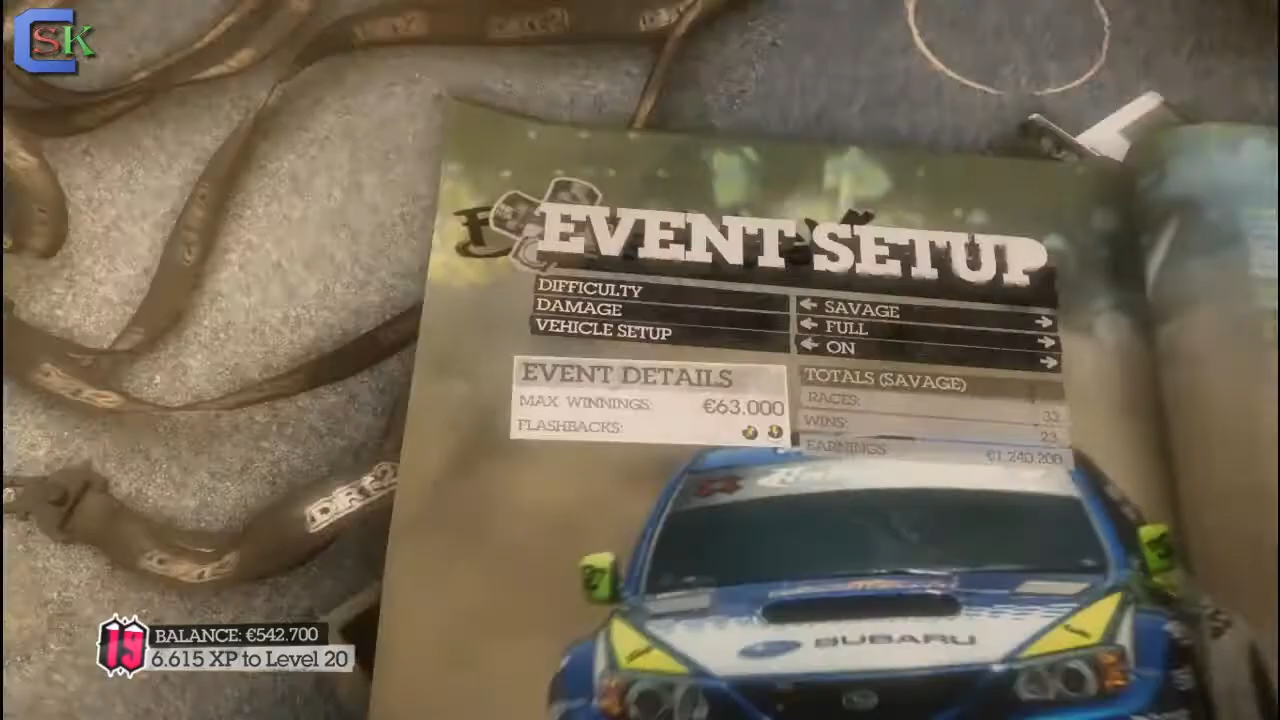 CSK
DiRT2
EVENT SETUP
DIFFICULTY
SAVAGE
DAMAGE
FULL
VEHICLE SETUP
ON
EVENT DETAILS
MAX WINNINGS: €63.000
FLASHBACKS:
TOTALS (SAVAGE)
RACES: 33
WINS: 23
EARNINGS €1.240.200
SUBARU
DiRT2
19
BALANCE: €542.700
6.615 XP to Level 20